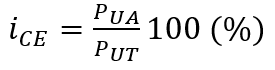 i_CE = P_UA / P_UT 100 (%)